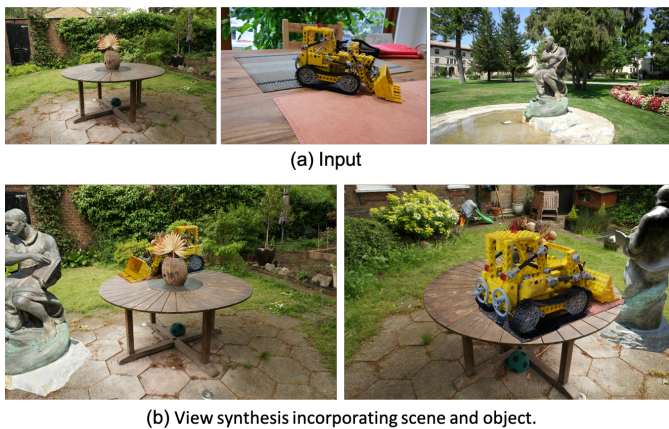 (a) Input
(b) View synthesis incorporating scene and object.